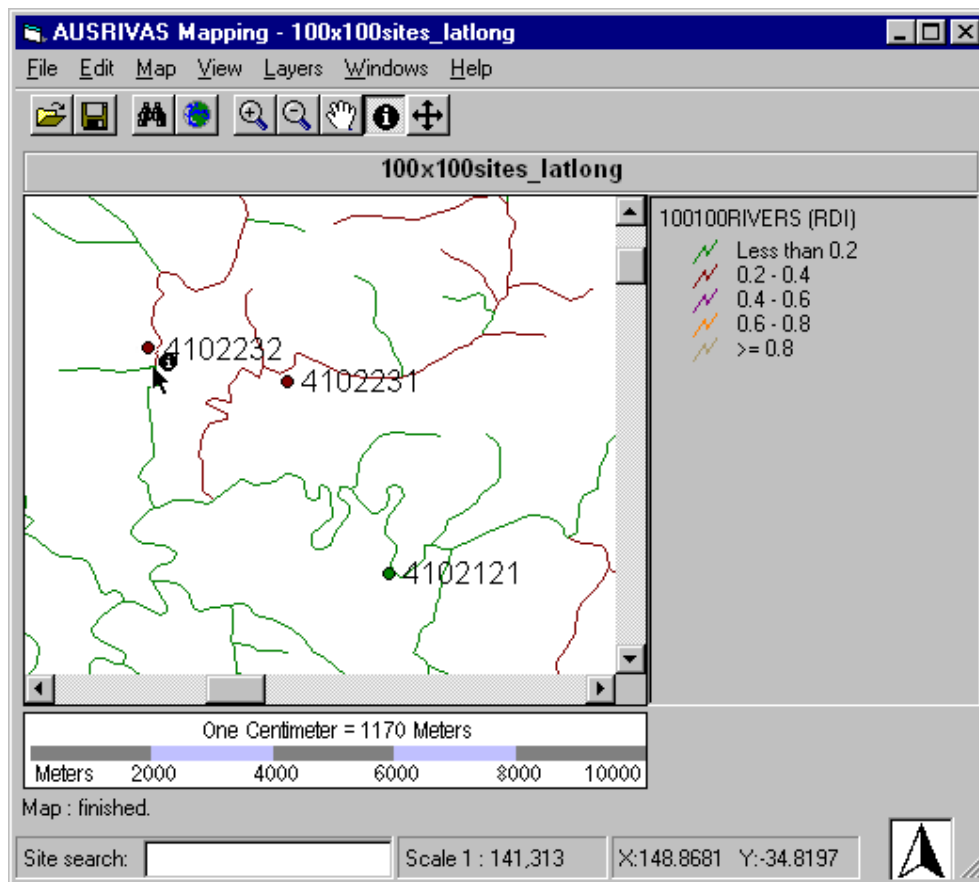 AUSRIVAS Mapping - 100x100sites_latlong
File Edit Map View Layers Windows Help
100x100sites_latlong
100100RIVERS (RDI)
Less than 0.2
0.2 - 0.4
0.4 - 0.6
0.6 - 0.8
>= 0.8
4102232
4102231
4102121
One Centimeter = 1170 Meters
Meters 2000 4000 6000 8000 10000
Map : finished.
Site search: Scale 1 : 141,313 X:148.8681 Y:-34.8197